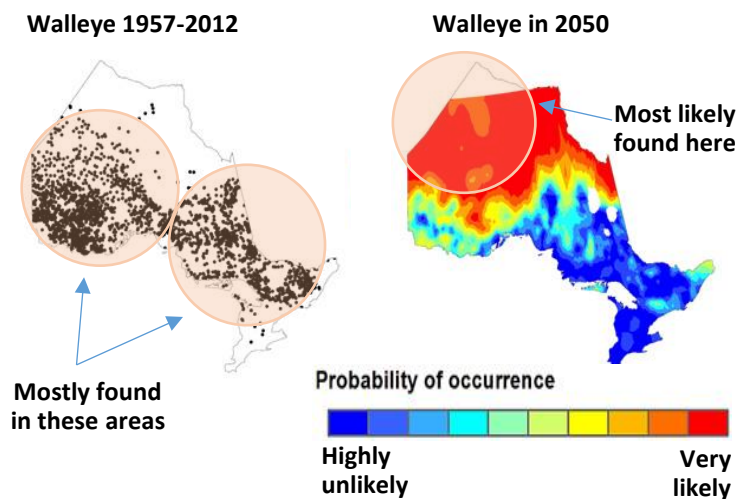 Walleye 1957-2012
Walleye in 2050
Most likely
found here
Mostly found
in these areas
Probability of occurrence
Highly
unlikely
Very
likely